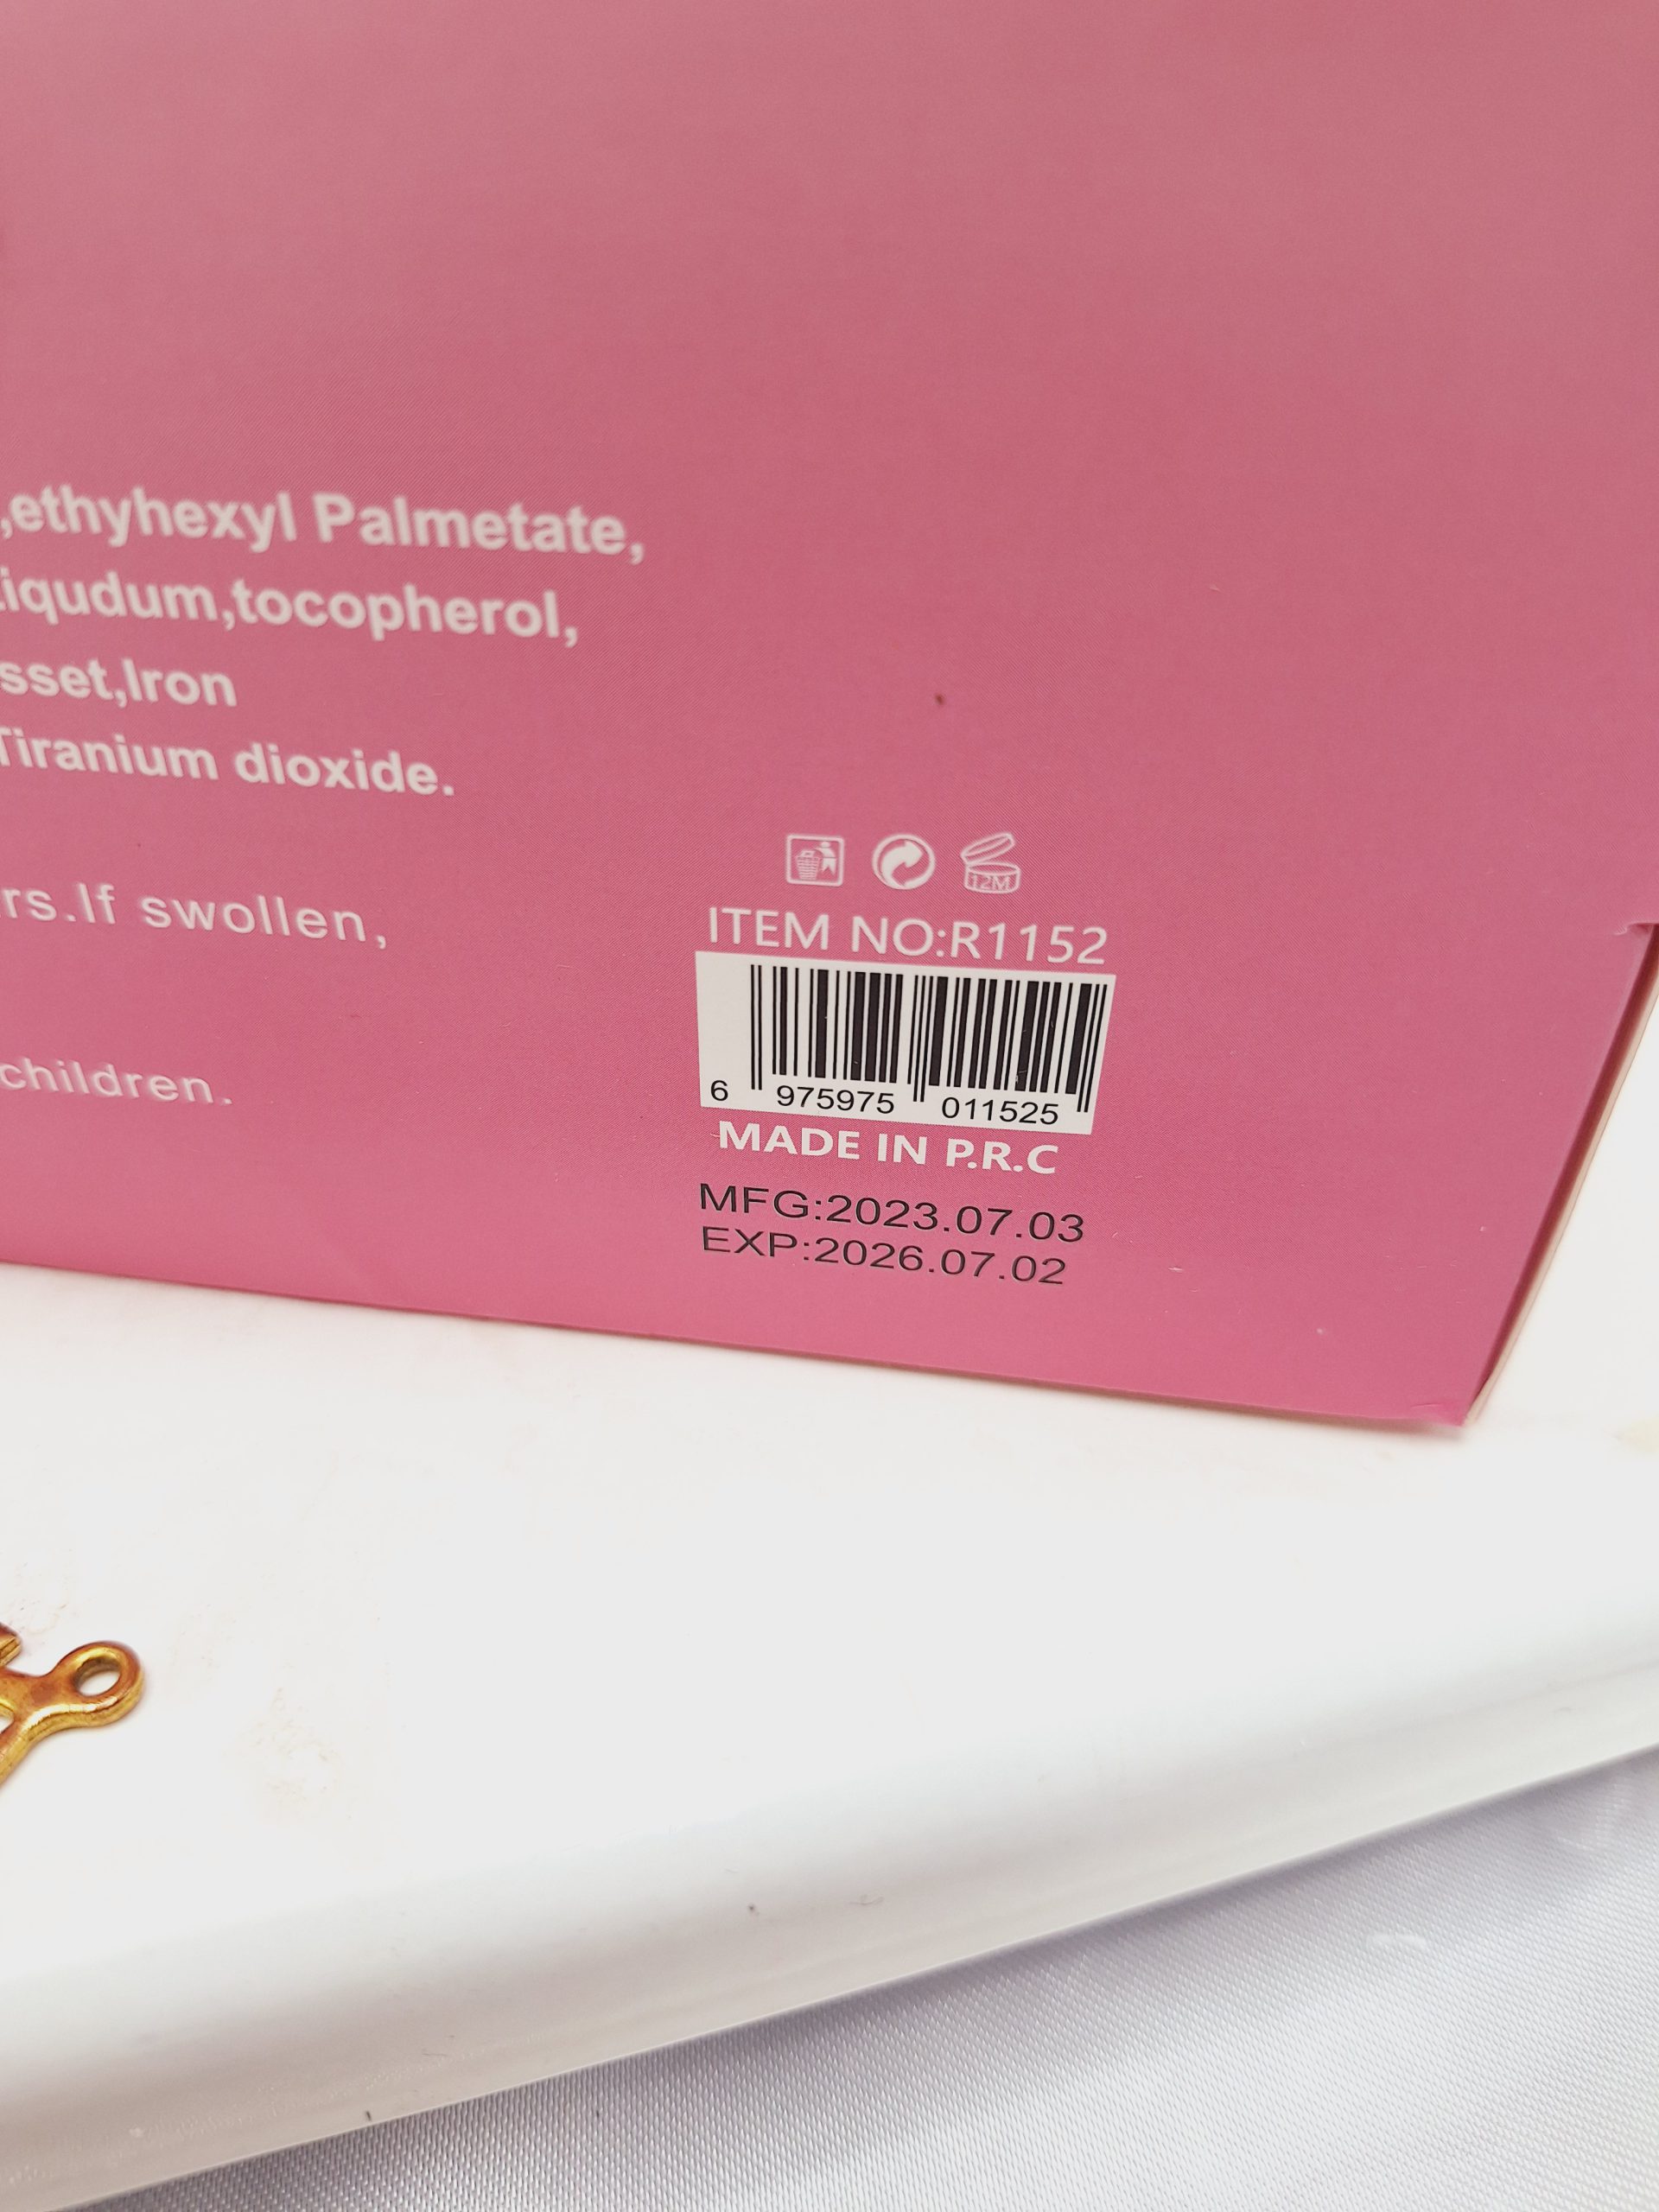 ,ethyhexyl Palmetate,
iqudum,tocopherol,
sset,Iron
Tiranium dioxide.
rs.If swollen,
children.
12M
ITEM NO:R1152
6 975975 011525
MADE IN P.R.C
MFG:2023.07.03
EXP:2026.07.02